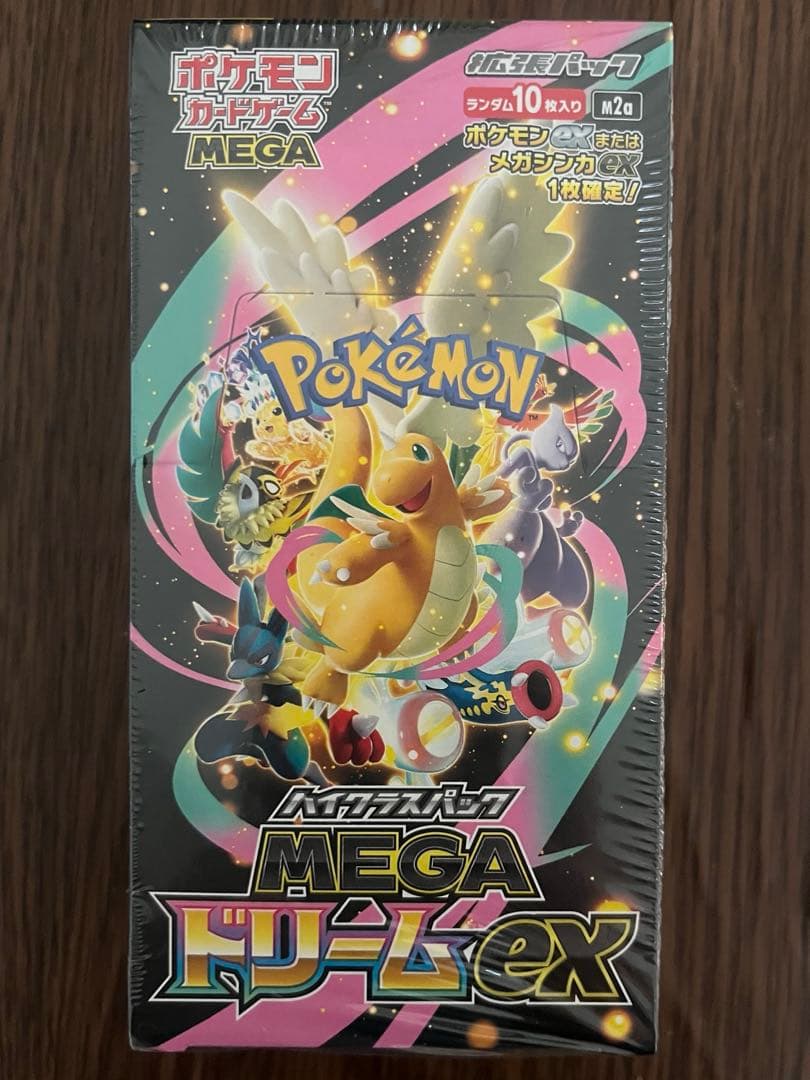 ポケモン
カードゲーム™
MEGA
拡張パック
ランダム10枚入り M2a
ポケモンexまたは
メガシンカex
1枚確定!
POKÉMON™
ハイクラスパック
MEGA
ドリームex